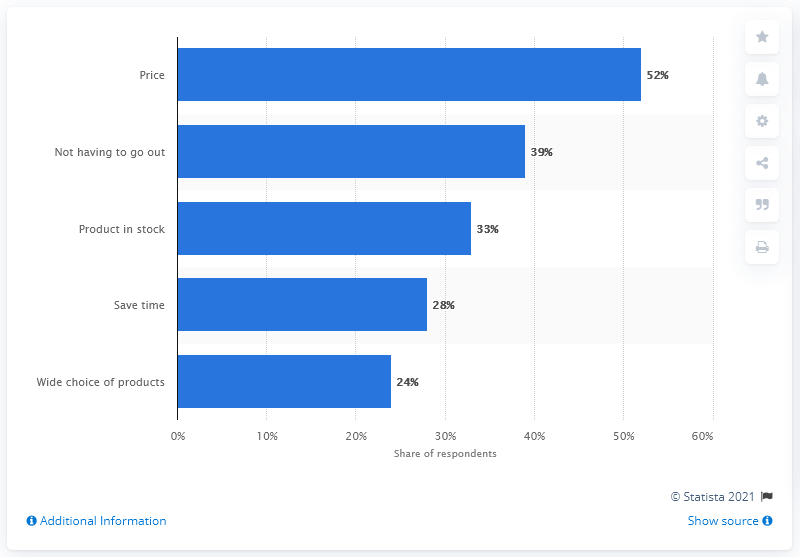 Price
52%
Not having to go out
39%
Product in stock
33%
Save time
28%
Wide choice of products
24%
0% 10% 20% 30% 40% 50% 60%
Share of respondents
© Statista 2021
Additional Information
Show source